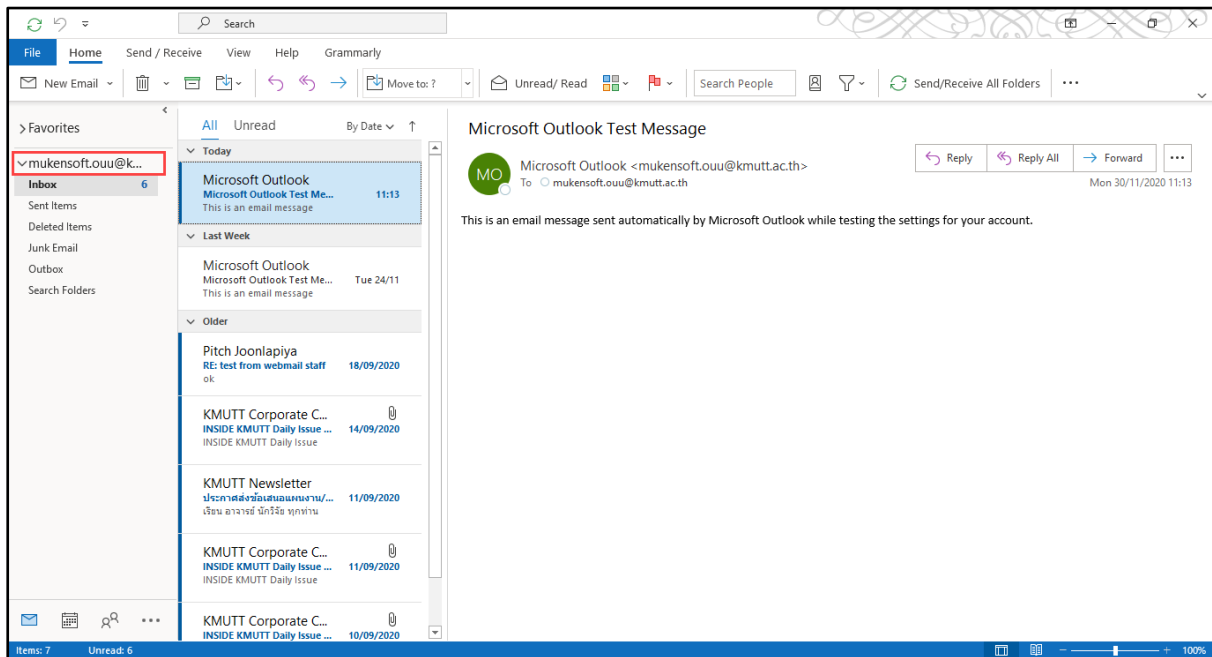 Search
File Home Send / Receive View Help Grammarly
New Email Move to: ? Unread/ Read Search People Send/Receive All Folders ...
Favorites
mukensoft.ouu@k...
Inbox 6
Sent Items
Deleted Items
Junk Email
Outbox
Search Folders
All Unread By Date
Today
Microsoft Outlook
Microsoft Outlook Test Me... 11:13
This is an email message
Last Week
Microsoft Outlook
Microsoft Outlook Test Me... Tue 24/11
This is an email message
Older
Pitch Joonlapiya
RE: test from webmail staff 18/09/2020
ok
KMUTT Corporate C...
INSIDE KMUTT Daily Issue ... 14/09/2020
INSIDE KMUTT Daily Issue
KMUTT Newsletter
ประกาศส่งข้อเสนอแผนงาน/... 11/09/2020
เรียน อาจารย์ นักวิจัย ทุกท่าน
KMUTT Corporate C...
INSIDE KMUTT Daily Issue ... 11/09/2020
INSIDE KMUTT Daily Issue
KMUTT Corporate C...
INSIDE KMUTT Daily Issue ... 10/09/2020
Microsoft Outlook Test Message
MO
Microsoft Outlook <mukensoft.ouu@kmutt.ac.th>
To mukensoft.ouu@kmutt.ac.th
Reply Reply All Forward ...
Mon 30/11/2020 11:13
This is an email message sent automatically by Microsoft Outlook while testing the settings for your account.
Items: 7 Unread: 6 100%